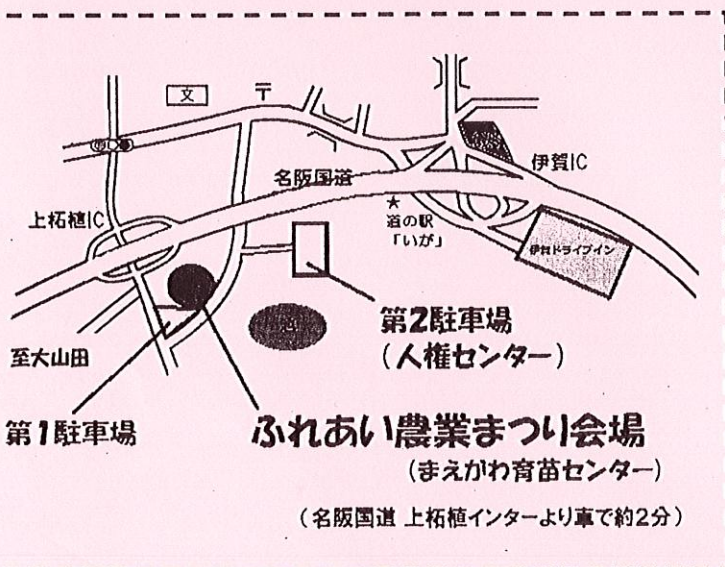 文
〒
伊賀IC
名阪国道
上柘植IC
★
道の駅
「いが」
伊賀ドライブイン
池
第2駐車場
(人権センター)
至大山田
第1駐車場
ふれあい農業まつり会場
(まえがわ育苗センター)
(名阪国道 上柘植インターより車で約2分)